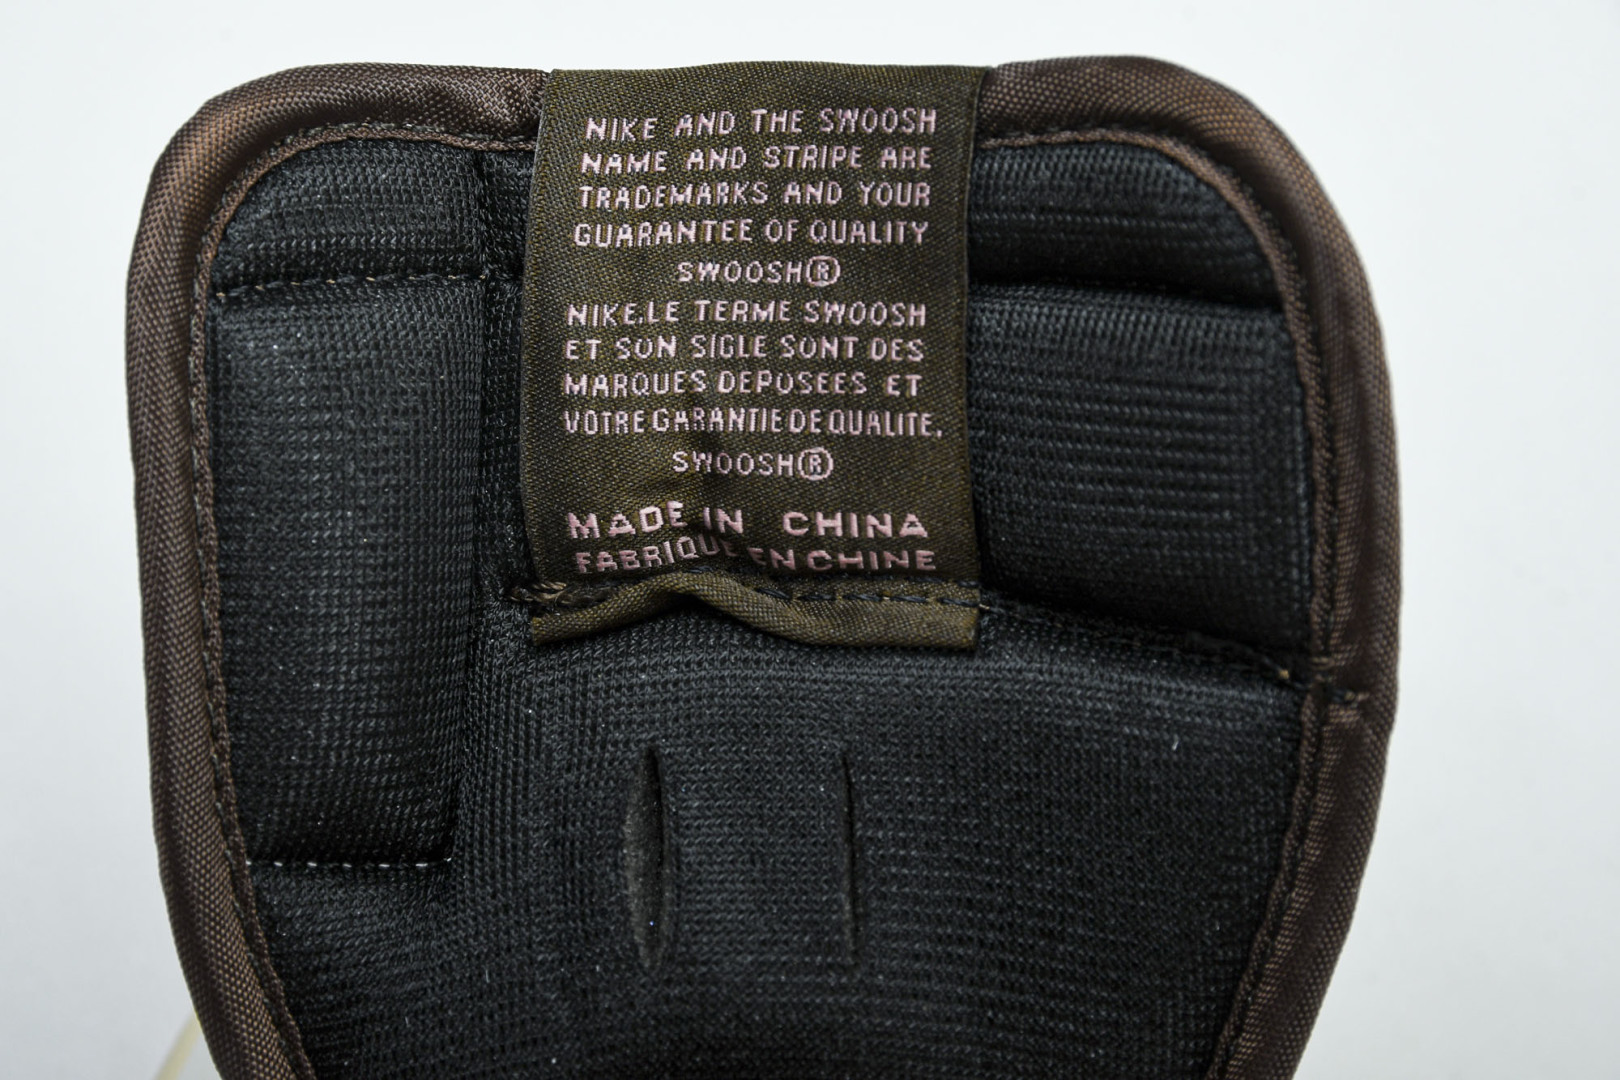 NIKE AND THE SWOOSH
NAME AND STRIPE ARE
TRADEMARKS AND YOUR
GUARANTEE OF QUALITY
SWOOSH®
NIKE.LE TERME SWOOSH
ET SON SIGLE SONT DES
MARQUES DEPOSEES ET
VOTRE GARANTIE DE QUALITE.
SWOOSH®
MADE IN CHINA
FABRIQUE EN CHINE